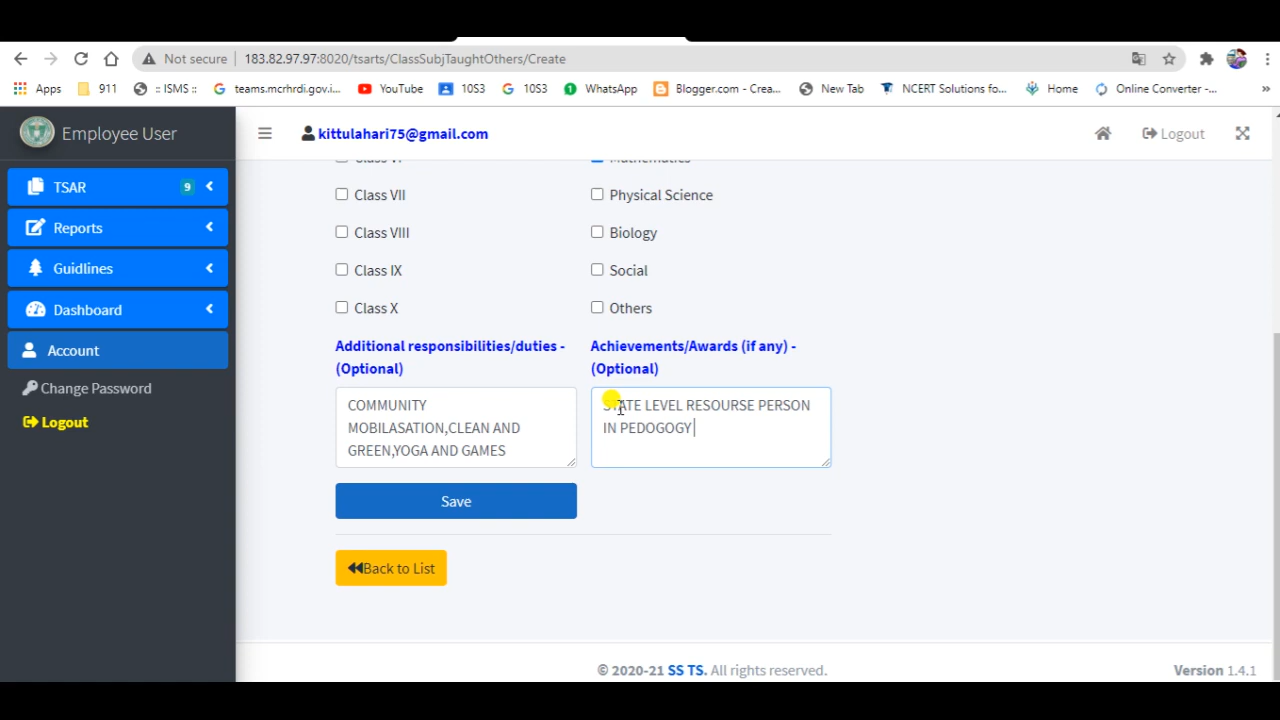 Not secure | 183.82.97.97:8020/tsarts/ClassSubjTaughtOthers/Create
Apps 911 :: ISMS :: teams.mcrhrdi.gov.i... YouTube 10S3 10S3 WhatsApp Blogger.com - Crea... New Tab NCERT Solutions fo... Home Online Converter -... »
Employee User
kittulahari75@gmail.com
Logout
TSAR 9
Reports
Guidlines
Dashboard
Account
Change Password
Logout
Class VI Mathematics
Class VII Physical Science
Class VIII Biology
Class IX Social
Class X Others
Additional responsibilities/duties -
(Optional)
Achievements/Awards (if any) -
(Optional)
COMMUNITY
MOBILASATION,CLEAN AND
GREEN,YOGA AND GAMES
STATE LEVEL RESOURSE PERSON
IN PEDOGOGY
Save
Back to List
© 2020-21 SS TS. All rights reserved.
Version 1.4.1